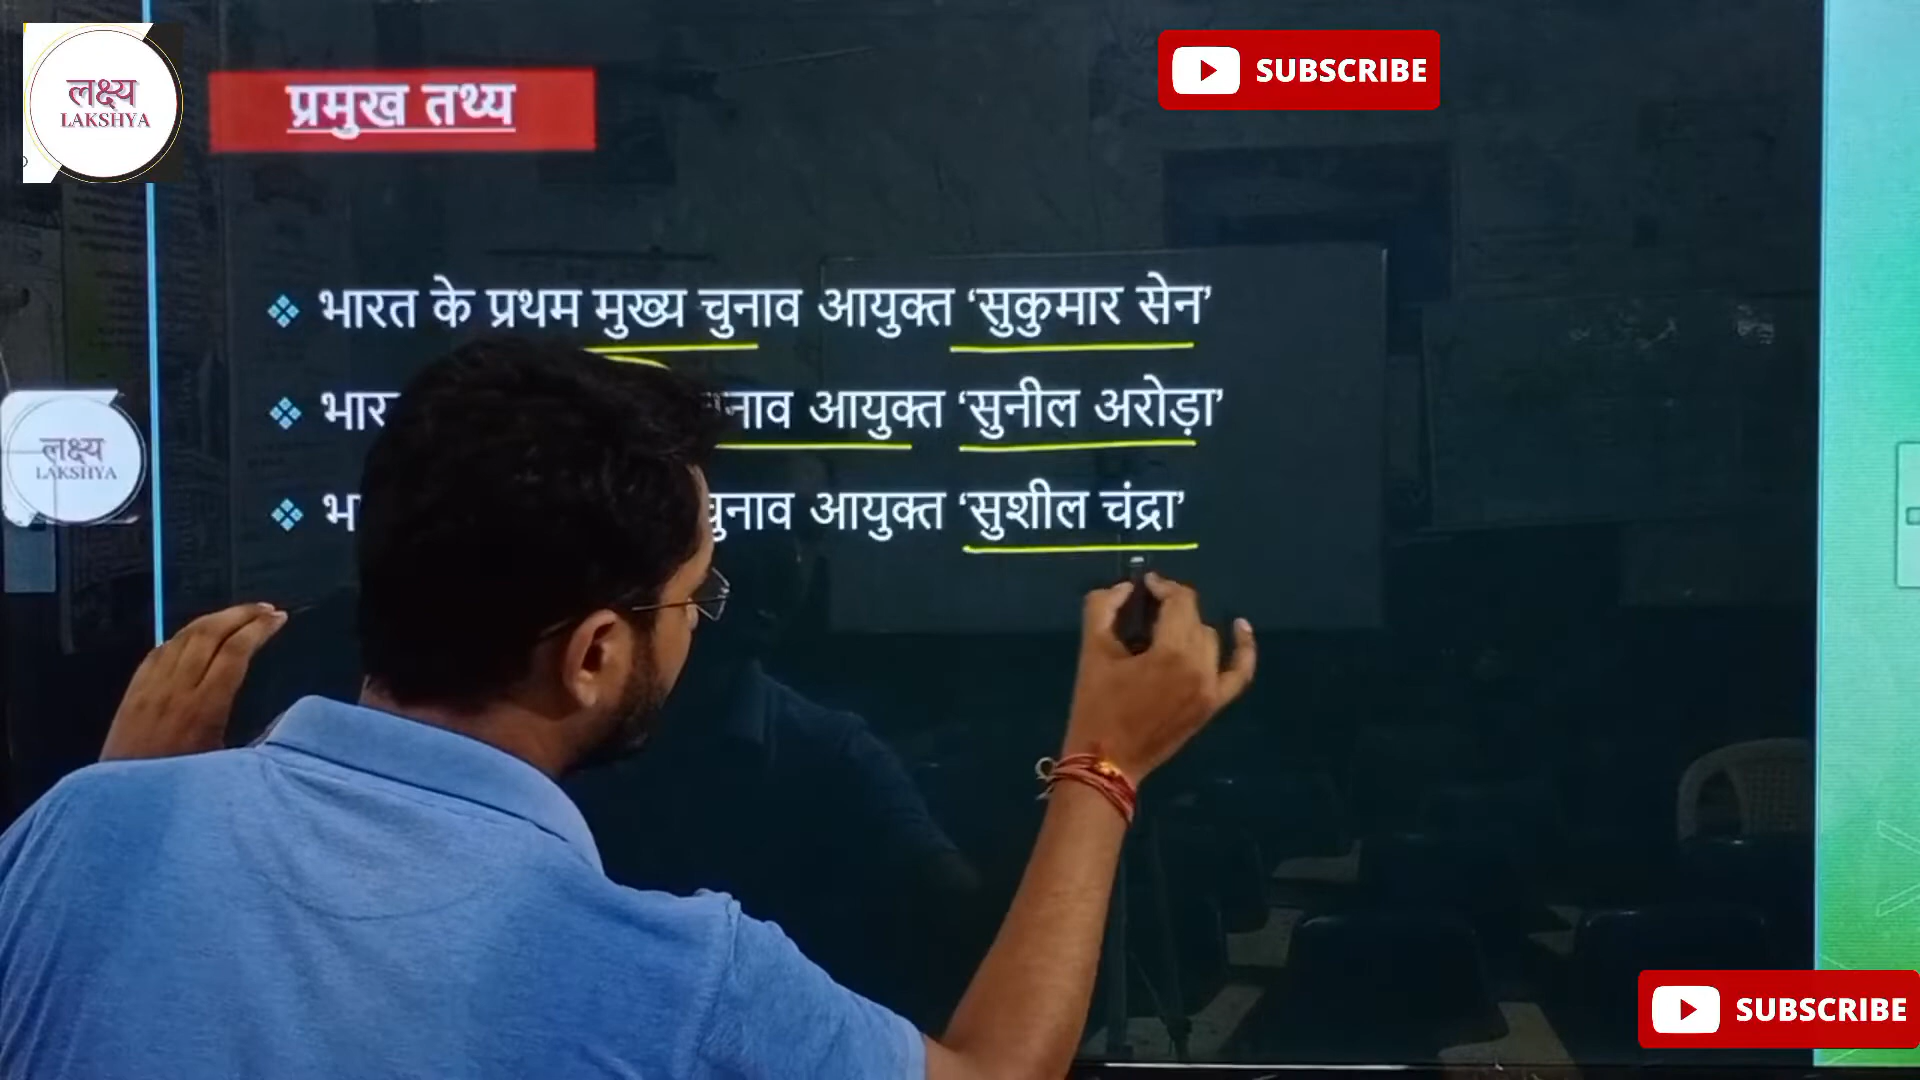 लक्ष्य
LAKSHYA
प्रमुख तथ्य
SUBSCRIBE
भारत के प्रथम मुख्य चुनाव आयुक्त ‘सुकुमार सेन’
आयुक्त ‘सुनील अरोड़ा’
चुनाव आयुक्त ‘सुशील चंद्रा’
लक्ष्य
LAKSHYA
SUBSCRIBE